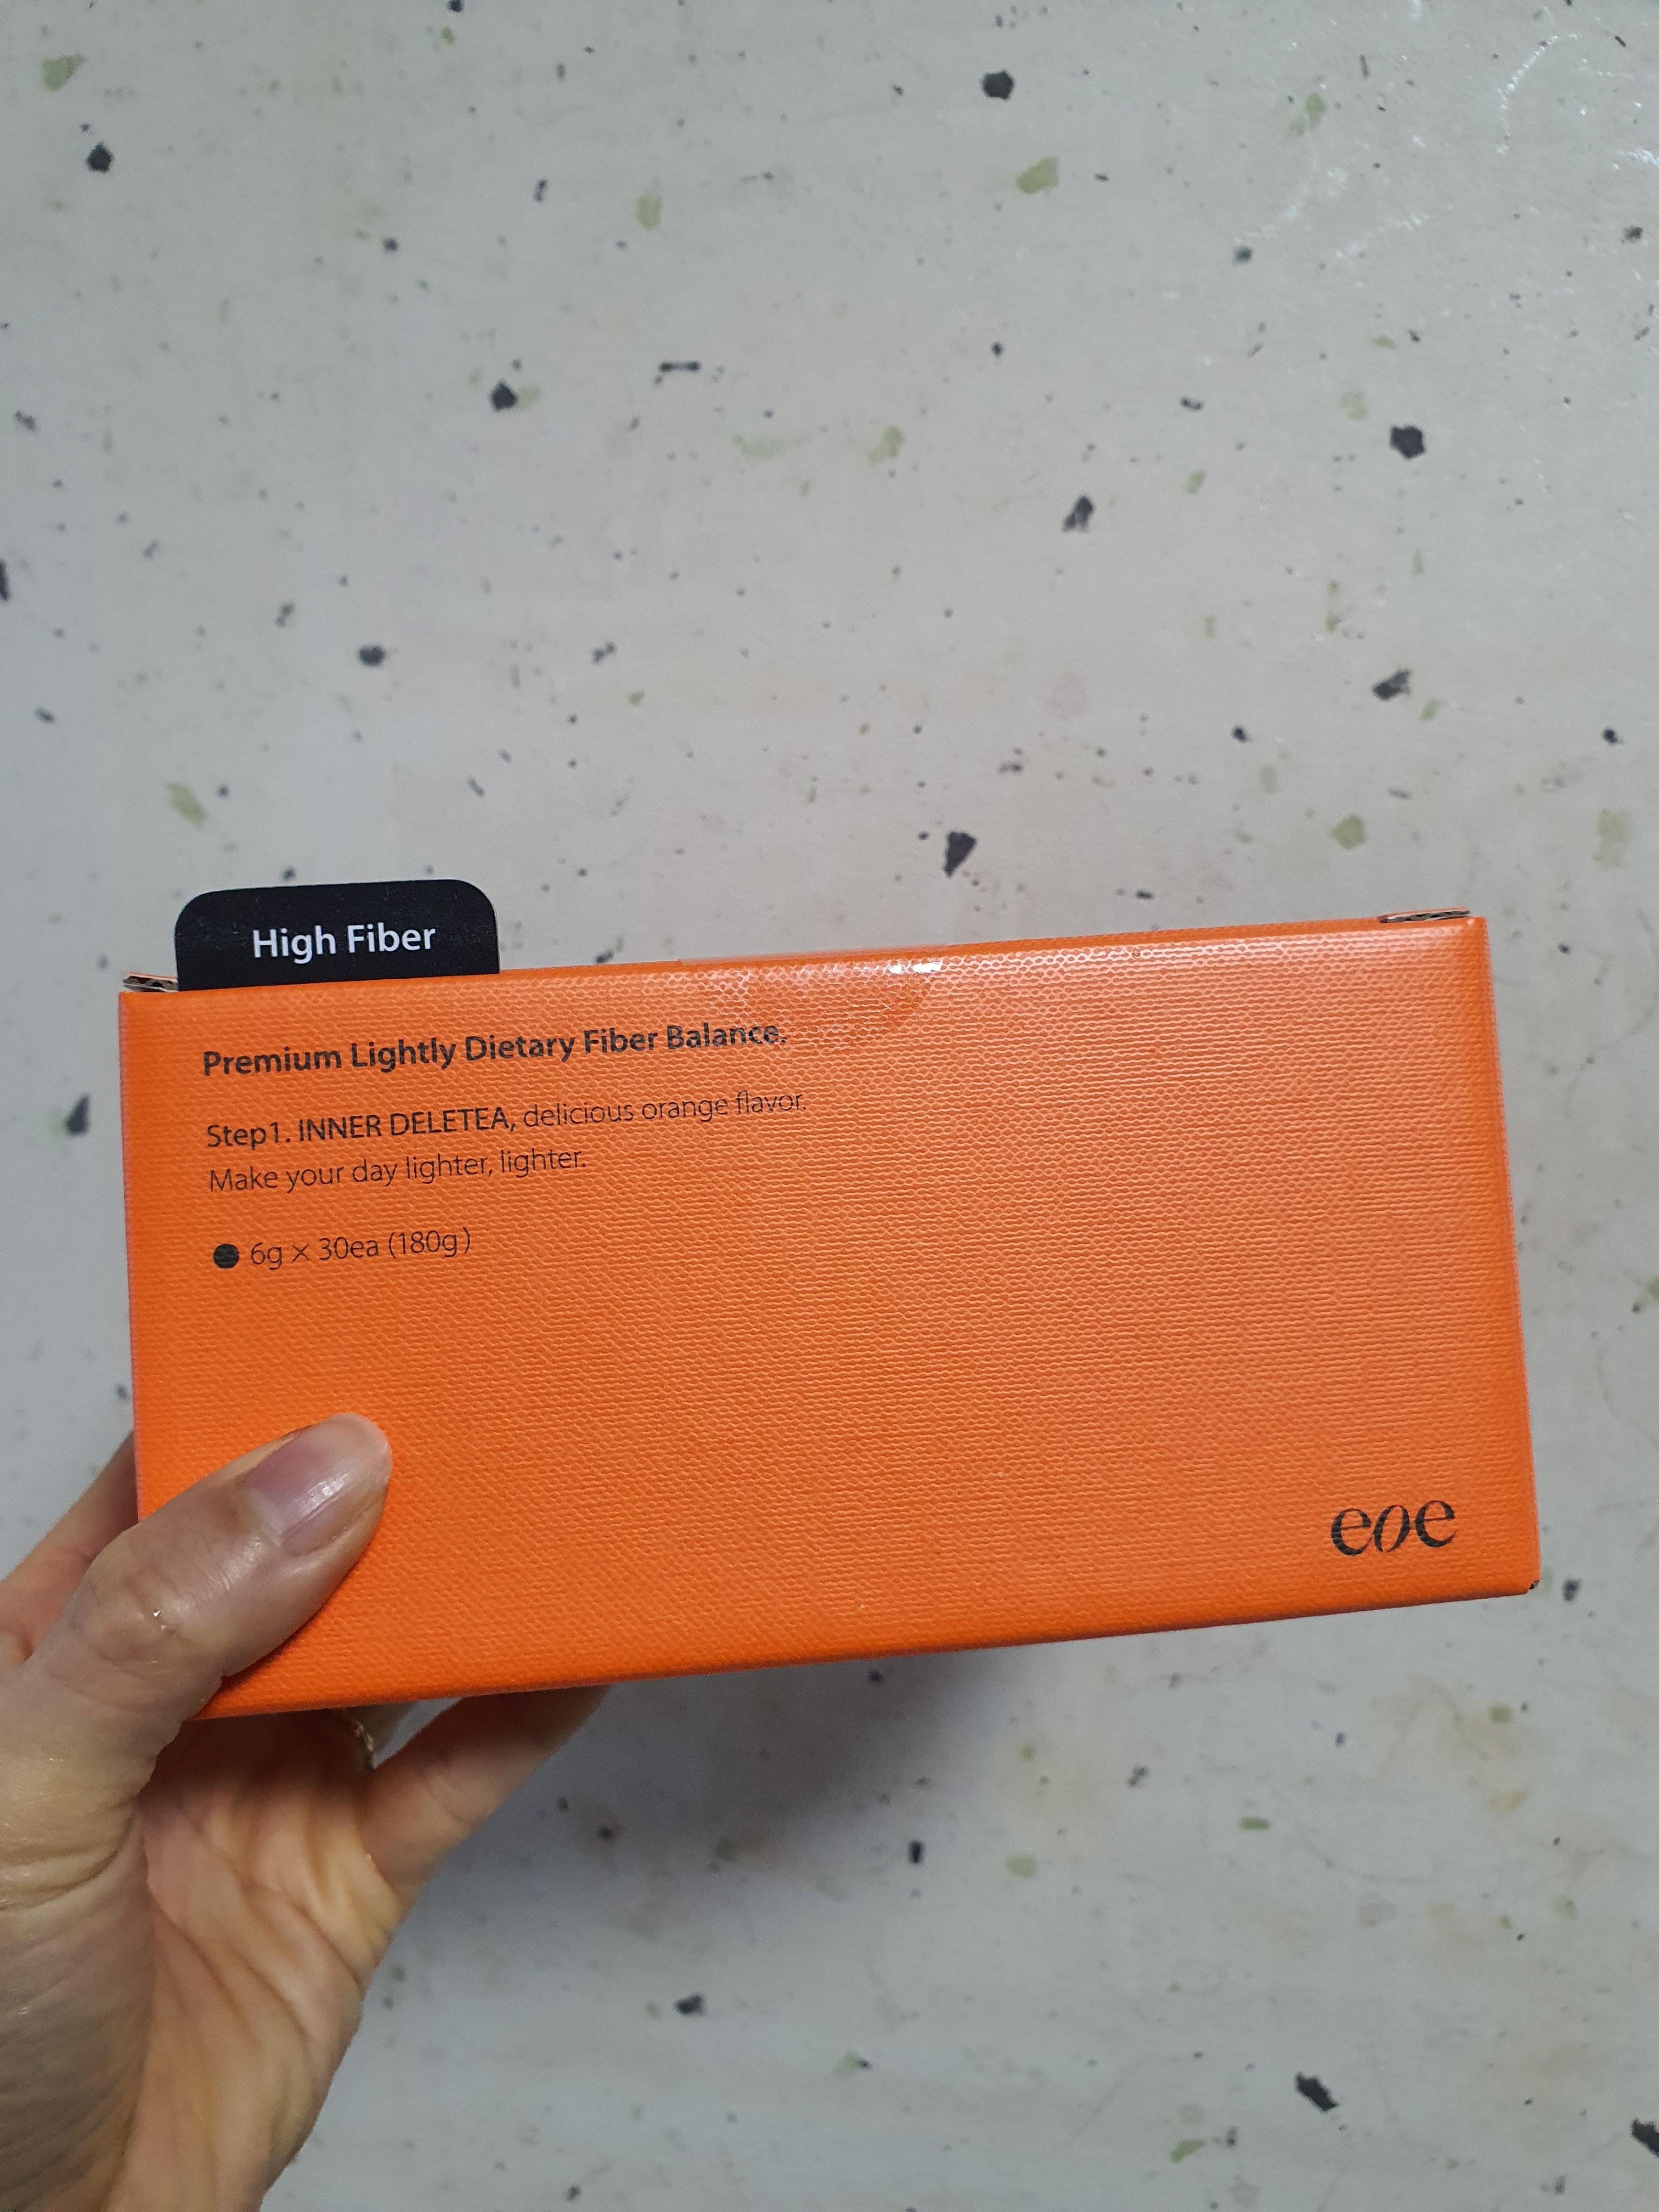 High Fiber
Premium Lightly Dietary Fiber Balance.
Step1. INNER DELETEA, delicious orange flavor.
Make your day lighter, lighter.
● 6g × 30ea (180g)
eoe